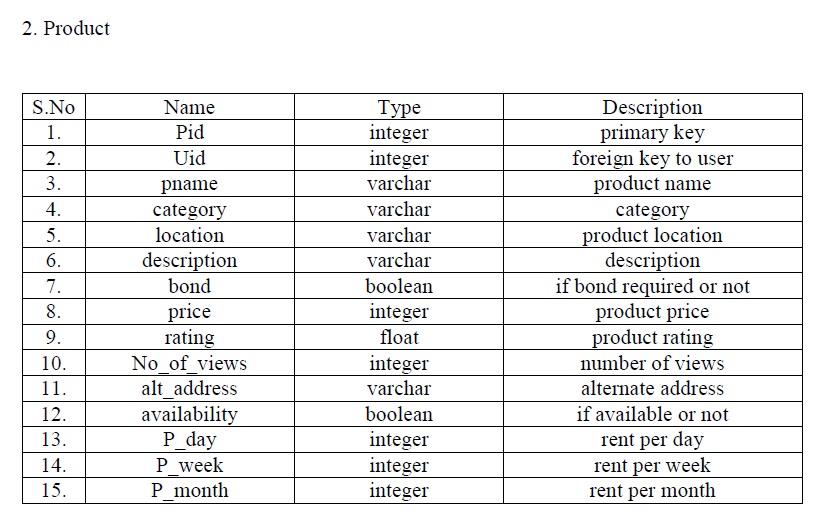 2. Product
S.No Name Type Description
1. Pid integer primary key
2. Uid integer foreign key to user
3. pname varchar product name
4. category varchar category
5. location varchar product location
6. description varchar description
7. bond boolean if bond required or not
8. price integer product price
9. rating float product rating
10. No_of_views integer number of views
11. alt_address varchar alternate address
12. availability boolean if available or not
13. P_day integer rent per day
14. P_week integer rent per week
15. P_month integer rent per month